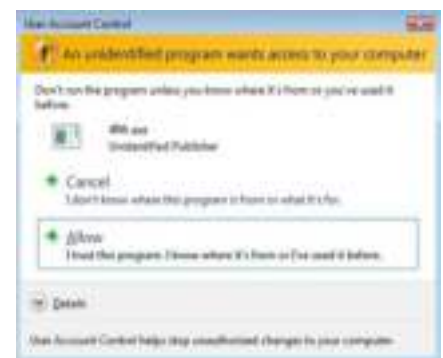 User Account Control
An unidentified program wants access to your computer
Don't run the program unless you know where it's from or you've used it
before.
Unidentified Publisher
Cancel
I don't know where this program is from or what it's for.
Allow
I trust this program. I know where it's from or I've used it before.
Details
User Account Control helps stop unauthorized changes to your computer.